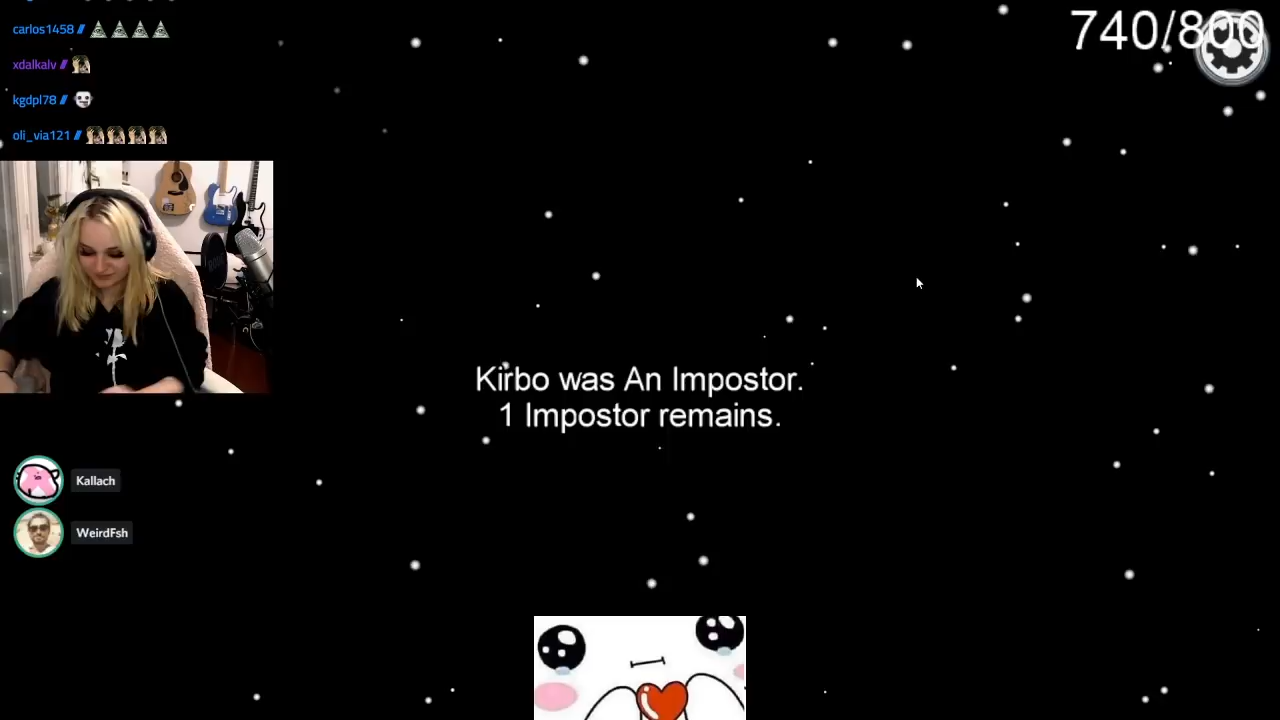 carlos1458 //
740/800
xdalkalv //
kgdpl78 //
oli_via121 //
Kirbo was An Impostor.
1 Impostor remains.
Kallach
WeirdFsh